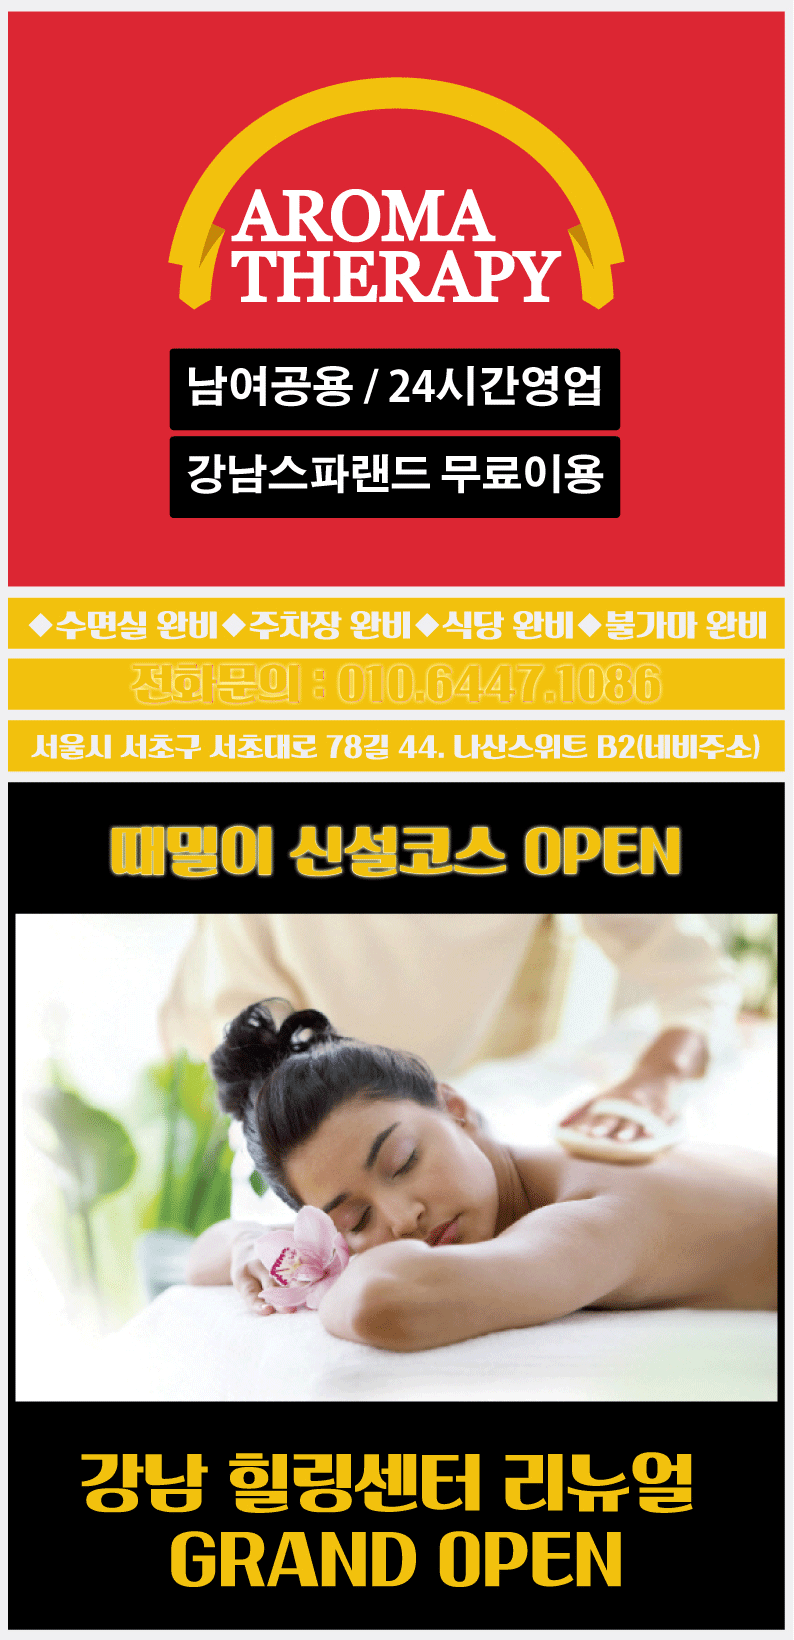 AROMA
THERAPY
남여공용 / 24시간영업
강남스파랜드 무료이용
◆수면실 완비◆주차장 완비◆식당 완비◆불가마 완비
전화문의 : 010.6447.1086
서울시 서초구 서초대로 78길 44. 나산스위트 B2(네비주소)
때밀이 신설코스 OPEN
강남 힐링센터 리뉴얼
GRAND OPEN